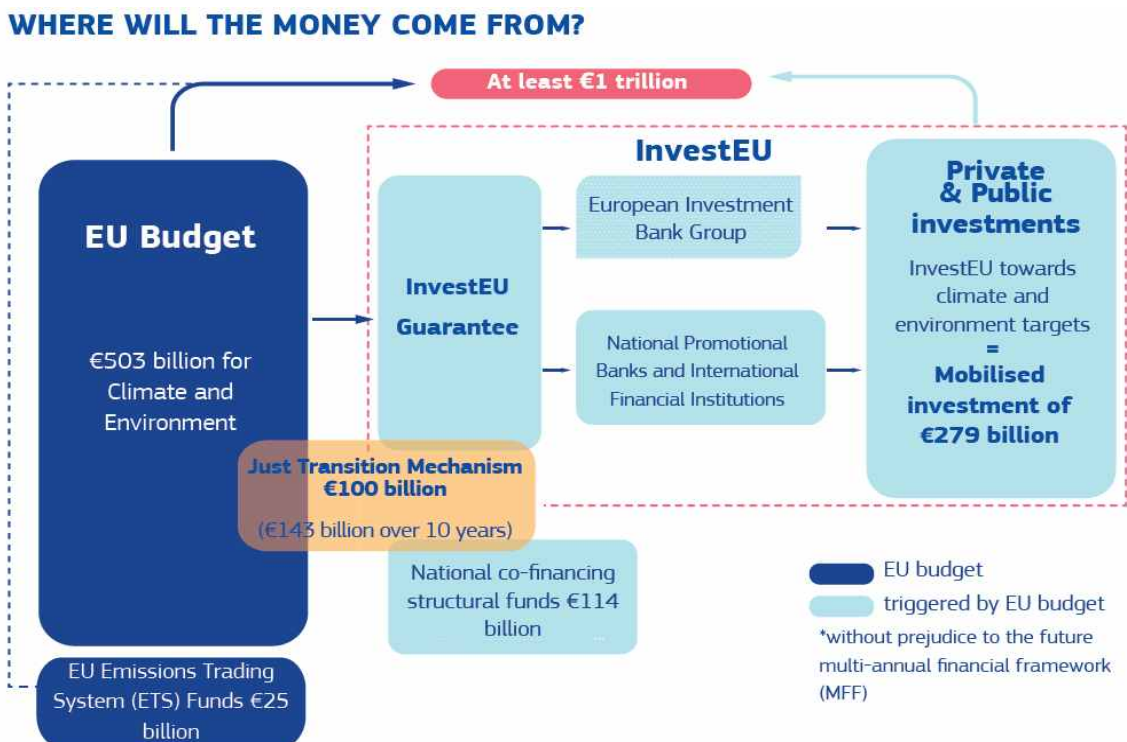 WHERE WILL THE MONEY COME FROM?
At least €1 trillion
EU Budget
€503 billion for
Climate and
Environment
InvestEU
InvestEU
Guarantee
European Investment
Bank Group
National Promotional
Banks and International
Financial Institutions
Private
& Public
investments
InvestEU towards
climate and
environment targets
=
Mobilised
investment of
€279 billion
Just Transition Mechanism
€100 billion
(€143 billion over 10 years)
National co-financing
structural funds €114
billion
...
EU Emissions Trading
System (ETS) Funds €25
billion
EU budget
triggered by EU budget
*without prejudice to the future
multi-annual financial framework
(MFF)